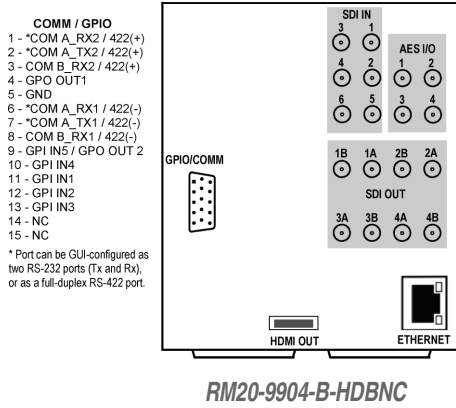 COMM / GPIO
1 - *COM A_RX2 / 422(+)
2 - *COM A_TX2 / 422(+)
3 - COM B_RX2 / 422(+)
4 - GPO OUT1
5 - GND
6 - *COM A_RX1 / 422(-)
7 - *COM A_TX1 / 422(-)
8 - COM B_RX1 / 422(-)
9 - GPI IN5 / GPO OUT 2
10 - GPI IN4
11 - GPI IN1
12 - GPI IN2
13 - GPI IN3
14 - NC
15 - NC
* Port can be GUI-configured as
two RS-232 ports (Tx and Rx),
or as a full-duplex RS-422 port.
GPIO/COMM
SDI IN
3 1
4 2
6 5
AES I/O
1 2
3 4
1B 1A 2B 2A
SDI OUT
3A 3B 4A 4B
HDMI OUT
ETHERNET
RM20-9904-B-HDBNC